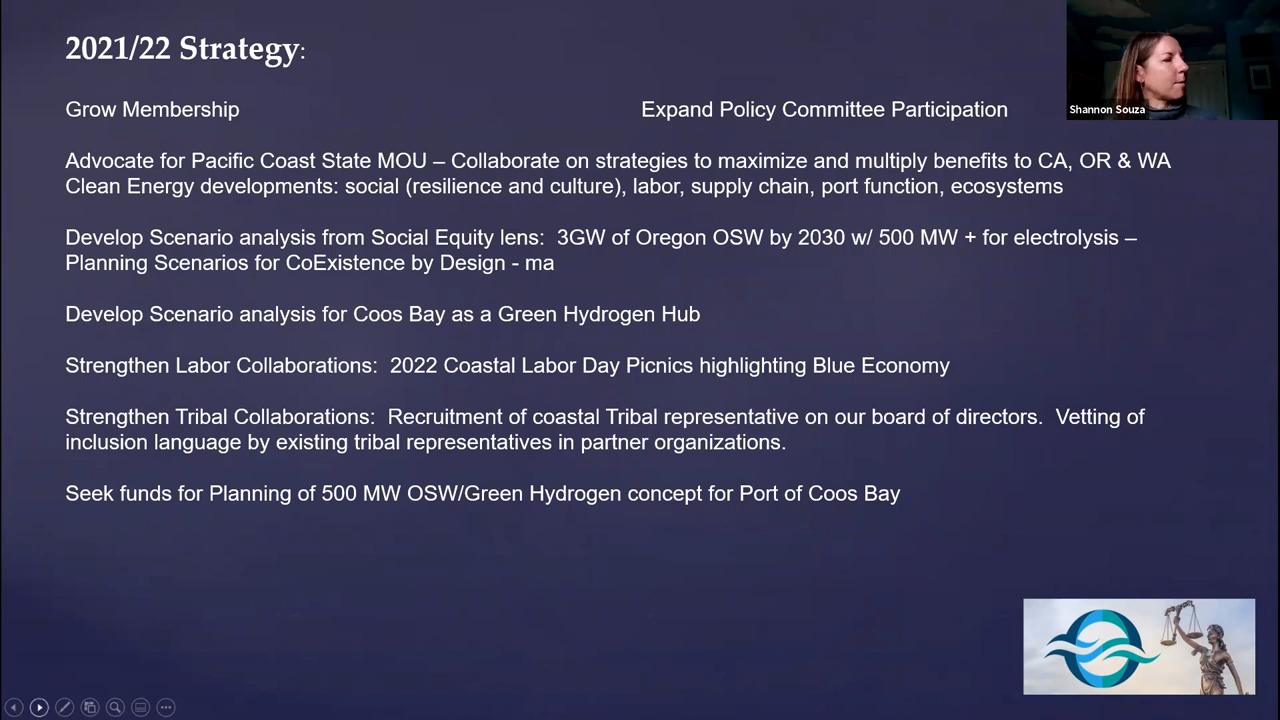 2021/22 Strategy:
Shannon Souza
Grow Membership
Expand Policy Committee Participation
Advocate for Pacific Coast State MOU – Collaborate on strategies to maximize and multiply benefits to CA, OR & WA
Clean Energy developments: social (resilience and culture), labor, supply chain, port function, ecosystems
Develop Scenario analysis from Social Equity lens:  3GW of Oregon OSW by 2030 w/ 500 MW + for electrolysis –
Planning Scenarios for CoExistence by Design - ma
Develop Scenario analysis for Coos Bay as a Green Hydrogen Hub
Strengthen Labor Collaborations:  2022 Coastal Labor Day Picnics highlighting Blue Economy
Strengthen Tribal Collaborations:  Recruitment of coastal Tribal representative on our board of directors.  Vetting of
inclusion language by existing tribal representatives in partner organizations.
Seek funds for Planning of 500 MW OSW/Green Hydrogen concept for Port of Coos Bay